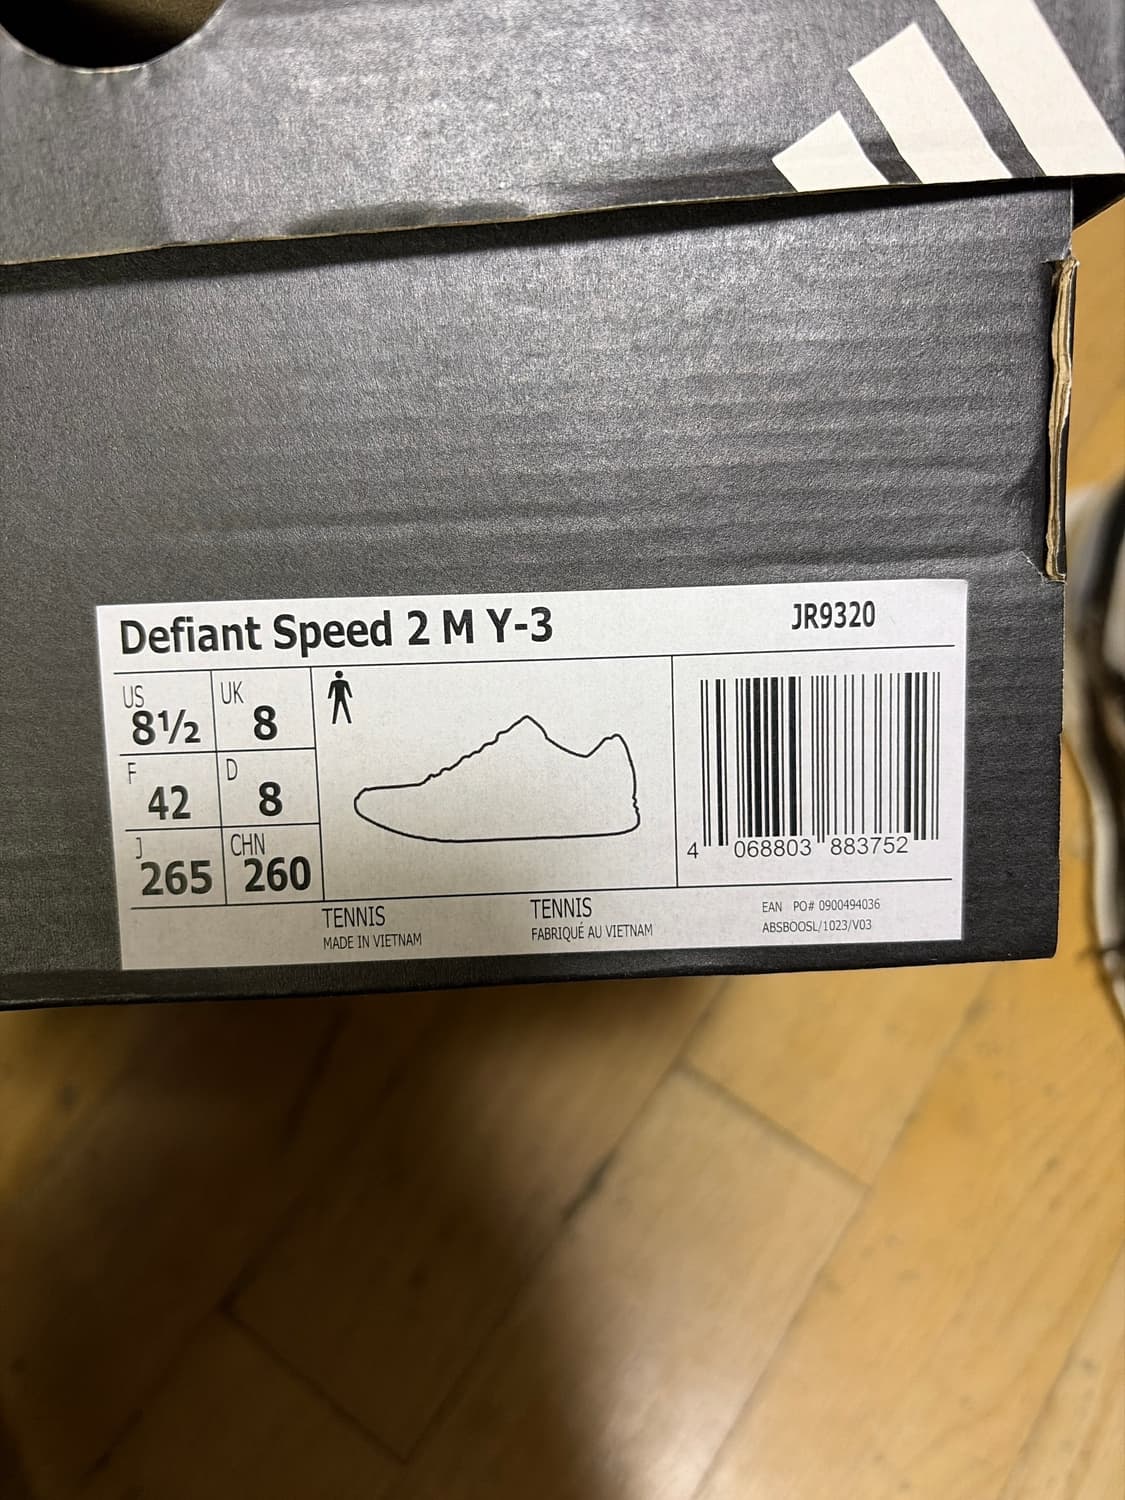 Defiant Speed 2 M Y-3
JR9320
US
8½
UK
8
F
42
D
8
J
265
CHN
260
4 068803 883752
TENNIS
MADE IN VIETNAM
TENNIS
FABRIQUÉ AU VIETNAM
EAN PO# 0900494036
ABSBOOSL/1023/V03